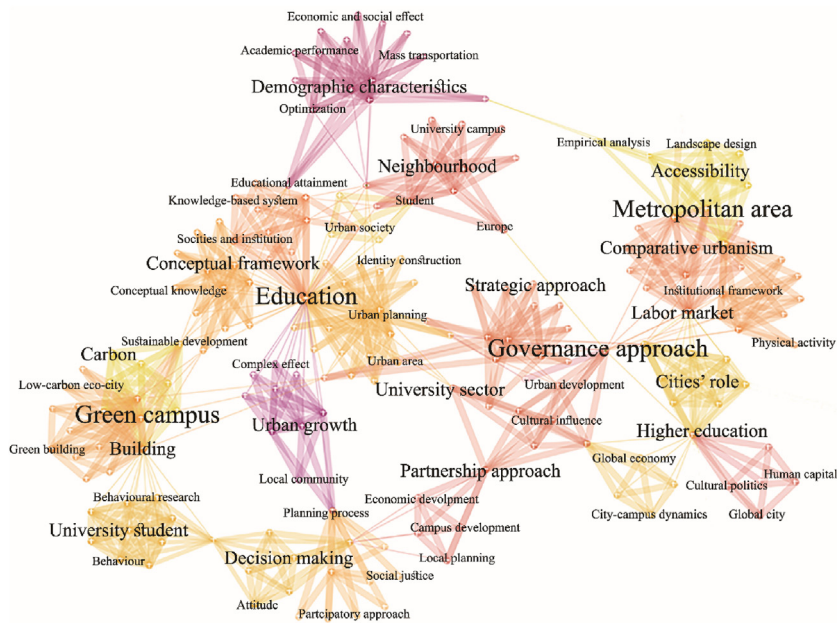 Economic and social effect
Academic performance
Mass transportation
Demographic characteristics
Optimization
University campus
Empirical analysis
Landscape design
Neighbourhood
Accessibility
Educational attainment
Knowledge-based system
Student
Metropolitan area
Urban society
Europe
Socities and institution
Comparative urbanism
Conceptual framework
Identity construction
Strategic approach
Conceptual knowledge
Education
Institutional framework
Urban planning
Labor market
Sustainable development
Physical activity
Carbon
Governance approach
Complex effect
Urban area
Low-carbon eco-city
Urban development
Cities' role
University sector
Green campus
Urban growth
Cultural influence
Higher education
Green building
Building
Global economy
Partnership approach
Local community
Human capital
Cultural politics
Behavioural research
Economic devolpment
City-campus dynamics
Planning process
Global city
University student
Campus development
Behaviour
Decision making
Local planning
Social justice
Attitude
Partcipatory approach